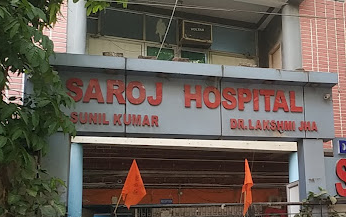 SAROJ HOSPITAL
SUNIL KUMAR DR.LAKSHMI JHA